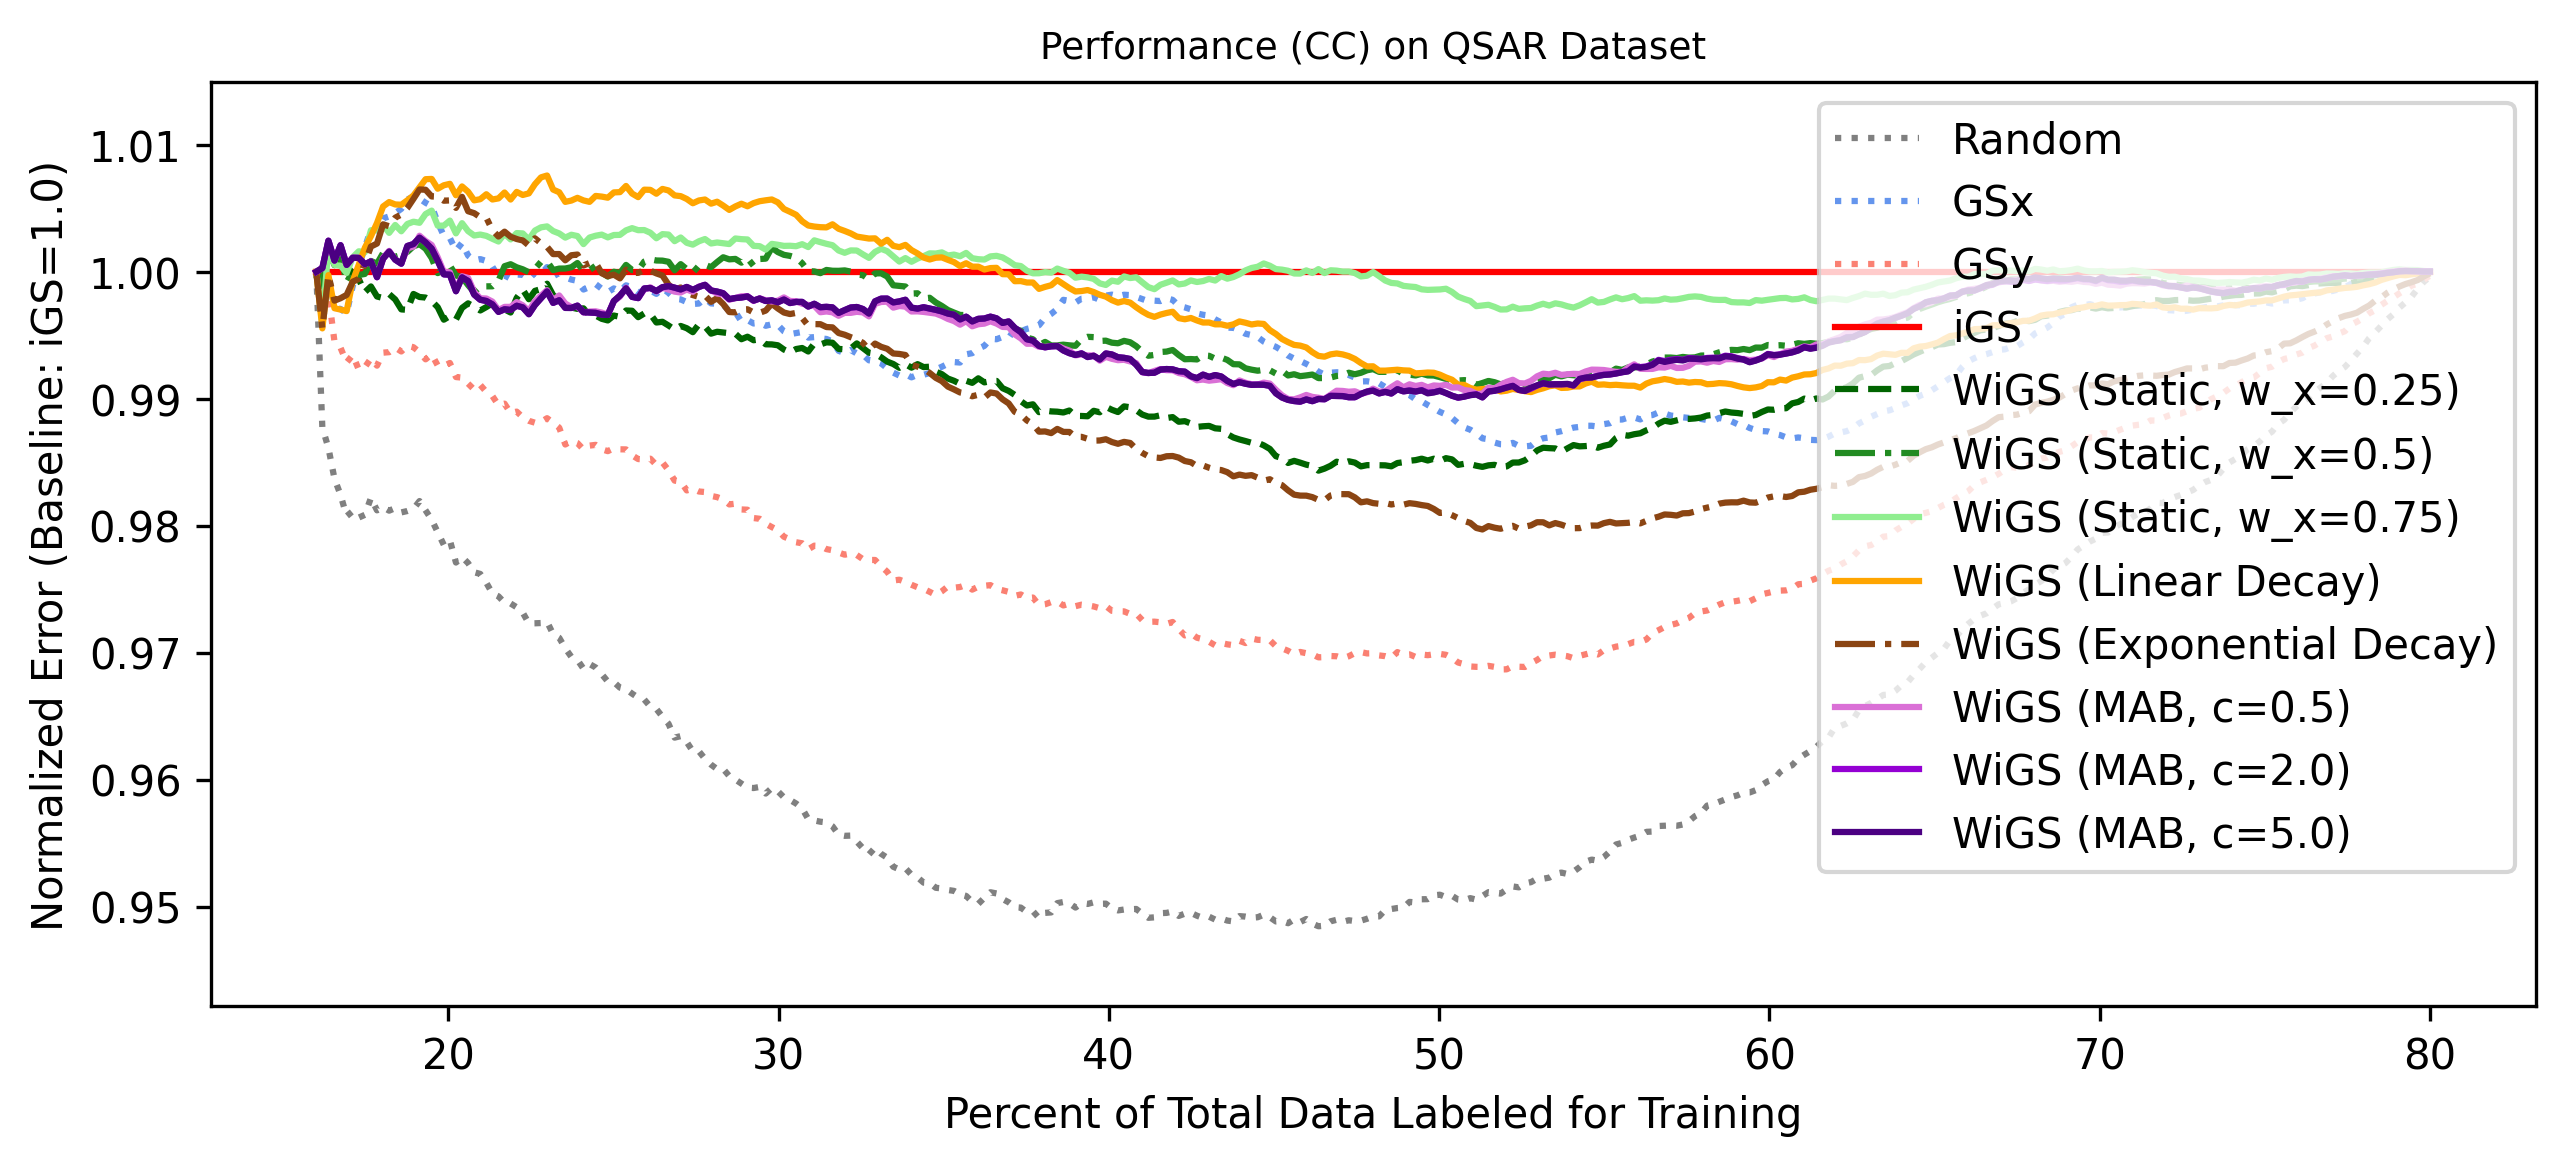 Performance (CC) on QSAR Dataset
Normalized Error (Baseline: iGS=1.0)
1.01
1.00
0.99
0.98
0.97
0.96
0.95
Random
GSx
GSy
iGS
WiGS (Static, w_x=0.25)
WiGS (Static, w_x=0.5)
WiGS (Static, w_x=0.75)
WiGS (Linear Decay)
WiGS (Exponential Decay)
WiGS (MAB, c=0.5)
WiGS (MAB, c=2.0)
WiGS (MAB, c=5.0)
20 30 40 50 60 70 80
Percent of Total Data Labeled for Training